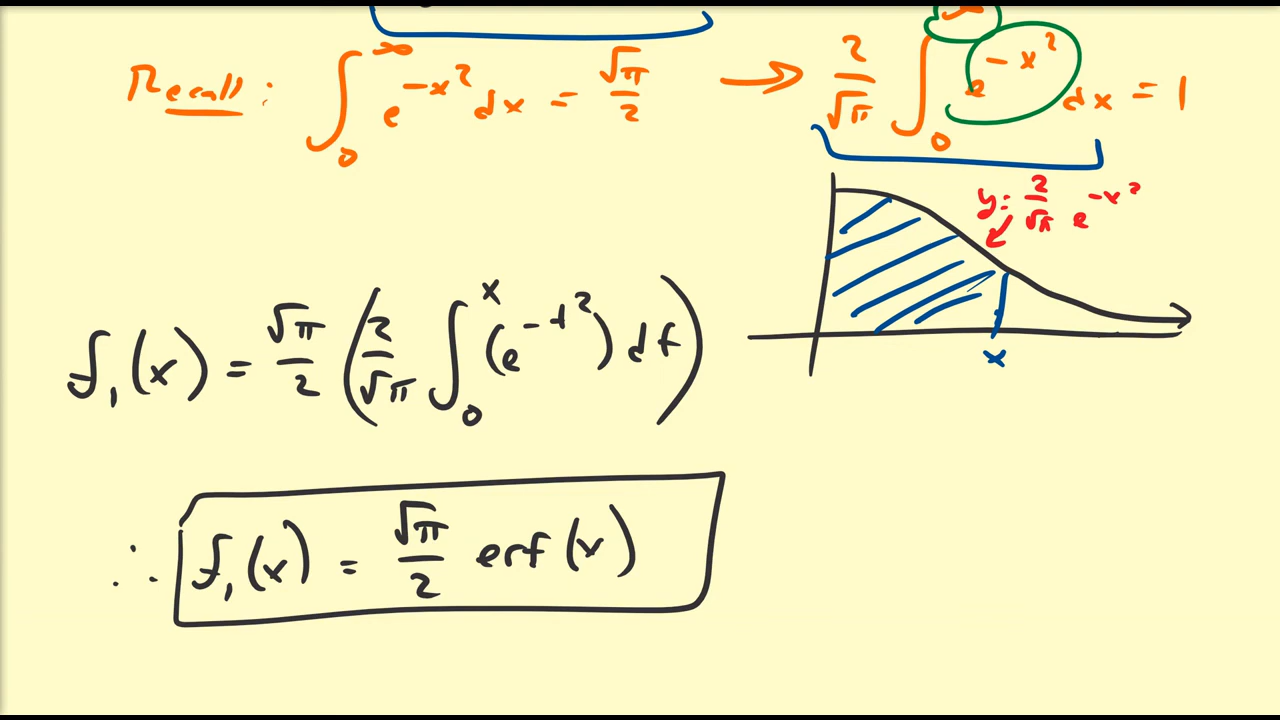 Recall: ∫₀^∞ e^{-x²} dx = √π/2 → 2/√π ∫₀^∞ e^{-x²} dx = 1
y = 2/√π e^{-x²}
x
f₁(x) = √π/2 (2/√π ∫₀^x (e^{-t²}) dt)
∴ f₁(x) = √π/2 erf(x)